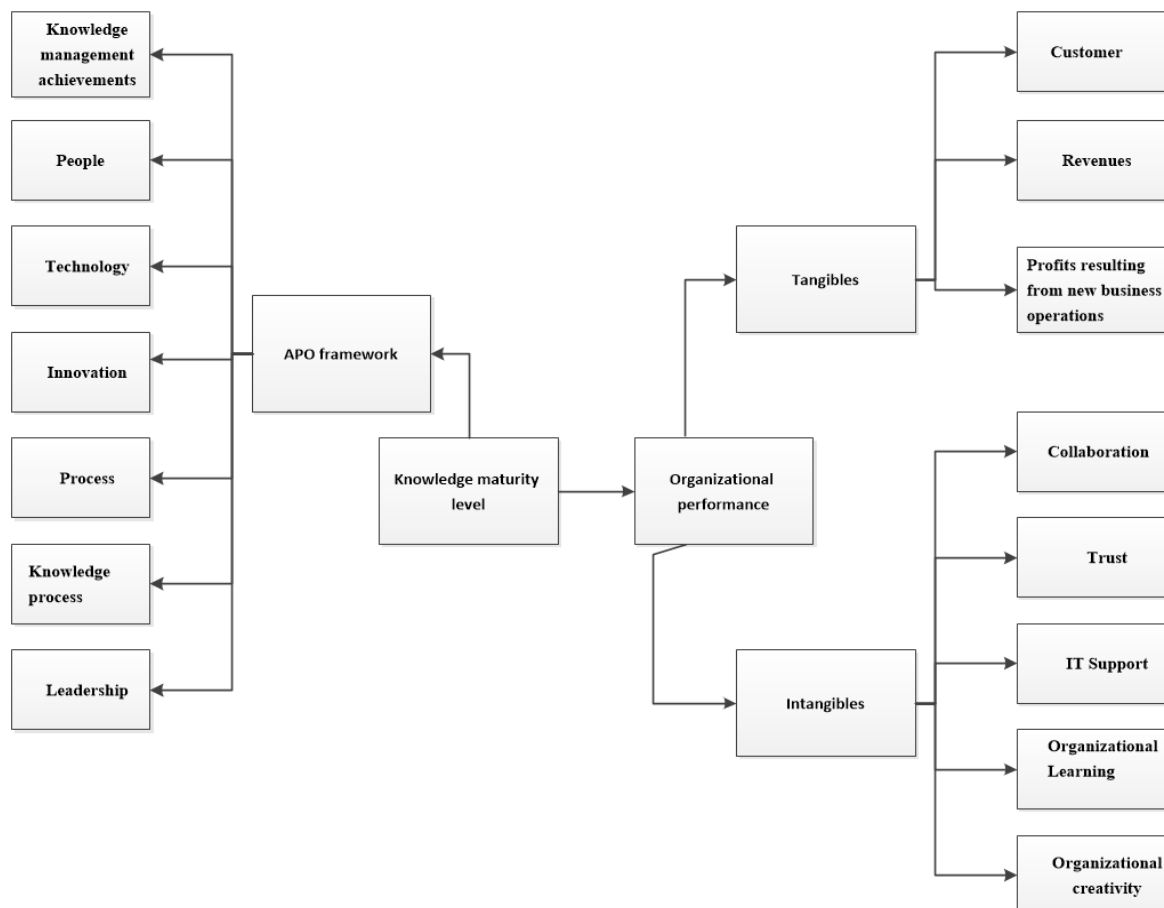 Knowledge
management
achievements
People
Technology
Innovation
Process
Knowledge
process
Leadership
APO framework
Knowledge maturity
level
Organizational
performance
Tangibles
Intangibles
Customer
Revenues
Profits resulting
from new business
operations
Collaboration
Trust
IT Support
Organizational
Learning
Organizational
creativity